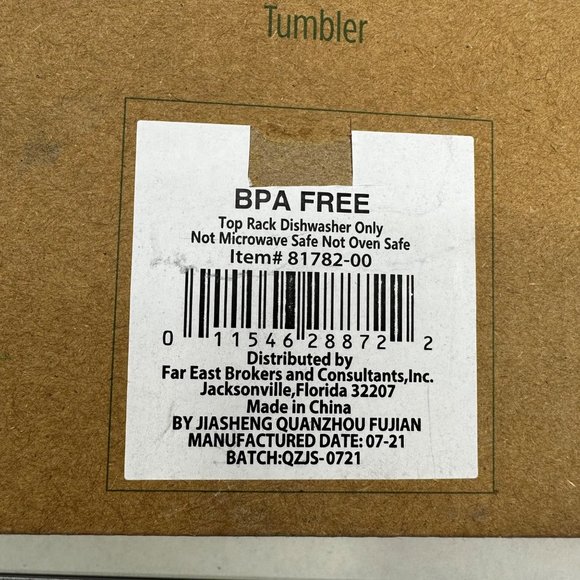 Tumbler
BPA FREE
Top Rack Dishwasher Only
Not Microwave Safe Not Oven Safe
Item# 81782-00
0 11546 28872 2
Distributed by
Far East Brokers and Consultants,Inc.
Jacksonville,Florida 32207
Made in China
BY JIASHENG QUANZHOU FUJIAN
MANUFACTURED DATE: 07-21
BATCH:QZJS-0721